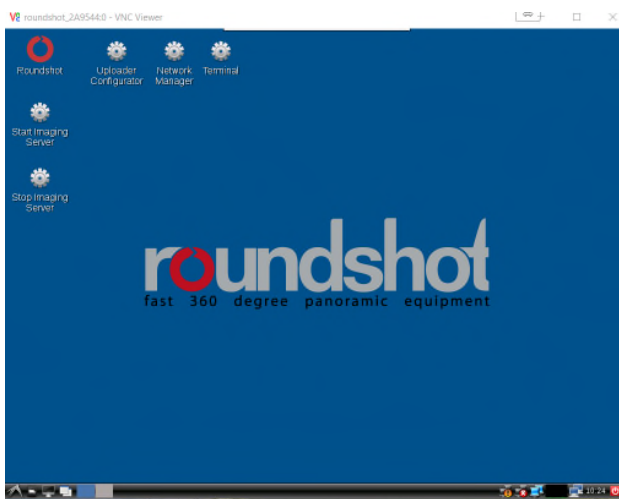 roundshot_2A9544:0 - VNC Viewer
Roundshot
Uploader
Configurator
Network
Manager
Terminal
Start Imaging
Server
Stop Imaging
Server
roundshot
fast 360 degree panoramic equipment
10:24